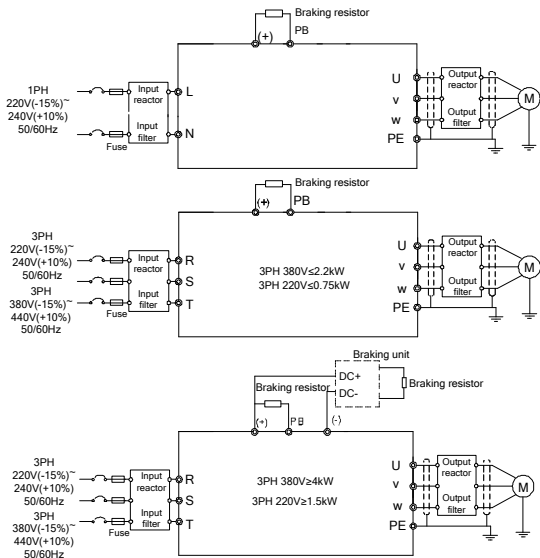 Braking resistor
(+)
PB
1PH
220V(-15%)~
240V(+10%)
50/60Hz
Fuse
Input
reactor
Input
filter
L
N
U
v
w
PE
Output
reactor
Output
filter
M
Braking resistor
(+)
PB
3PH
220V(-15%)~
240V(+10%)
50/60Hz
3PH
380V(-15%)~
440V(+10%)
50/60Hz
Fuse
Input
reactor
Input
filter
R
S
T
3PH 380V≤2.2kW
3PH 220V≤0.75kW
U
v
w
PE
Output
reactor
Output
filter
M
Braking unit
DC+
DC-
Braking resistor
Braking resistor
(+)
PB
(-)
3PH
220V(-15%)~
240V(+10%)
50/60Hz
3PH
380V(-15%)~
440V(+10%)
50/60Hz
Fuse
Input
reactor
Input
filter
R
S
T
3PH 380V≥4kW
3PH 220V≥1.5kW
U
v
w
PE
Output
reactor
Output
filter
M